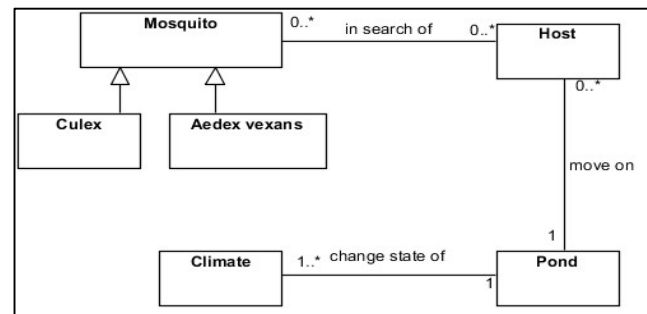 Mosquito
0..*
in search of
0..*
Host
0..*
Culex
Aedex vexans
move on
1
Climate
1..*
change state of
1
Pond